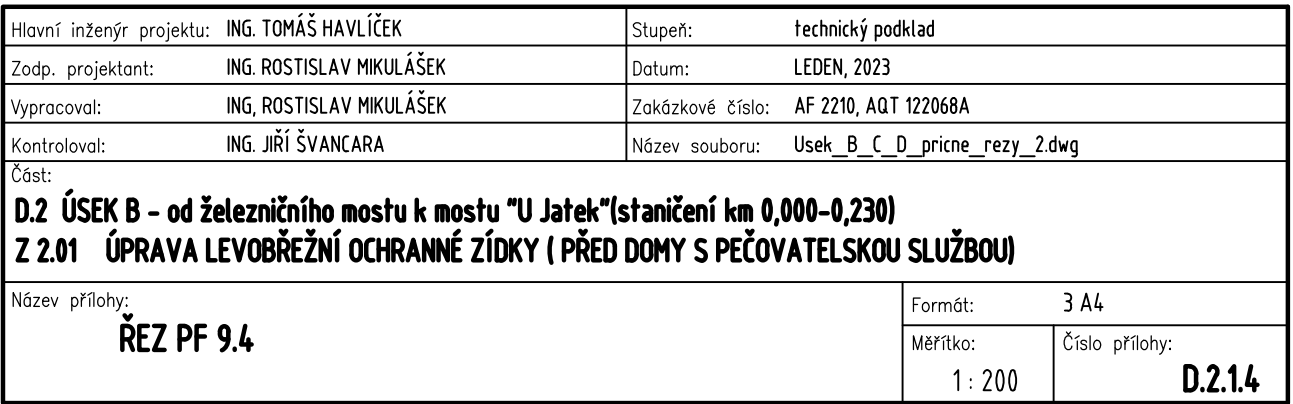 Hlavní inženýr projektu: ING. TOMÁŠ HAVLÍČEK Stupeň: technický podklad
Zodp. projektant: ING. ROSTISLAV MIKULÁŠEK Datum: LEDEN, 2023
Vypracoval: ING, ROSTISLAV MIKULÁŠEK Zakázkové číslo: AF 2210, AQT 122068A
Kontroloval: ING. JIŘÍ ŠVANCARA Název souboru: Usek_B_C_D_pricne_rezy_2.dwg
Část:
D.2 ÚSEK B - od železničního mostu k mostu "U Jatek"(staničení km 0,000-0,230)
Z 2.01 ÚPRAVA LEVOBŘEŽNÍ OCHRANNÉ ZÍDKY ( PŘED DOMY S PEČOVATELSKOU SLUŽBOU)
Název přílohy: Formát: 3 A4
ŘEZ PF 9.4
Měřítko: Číslo přílohy:
1 : 200 D.2.1.4